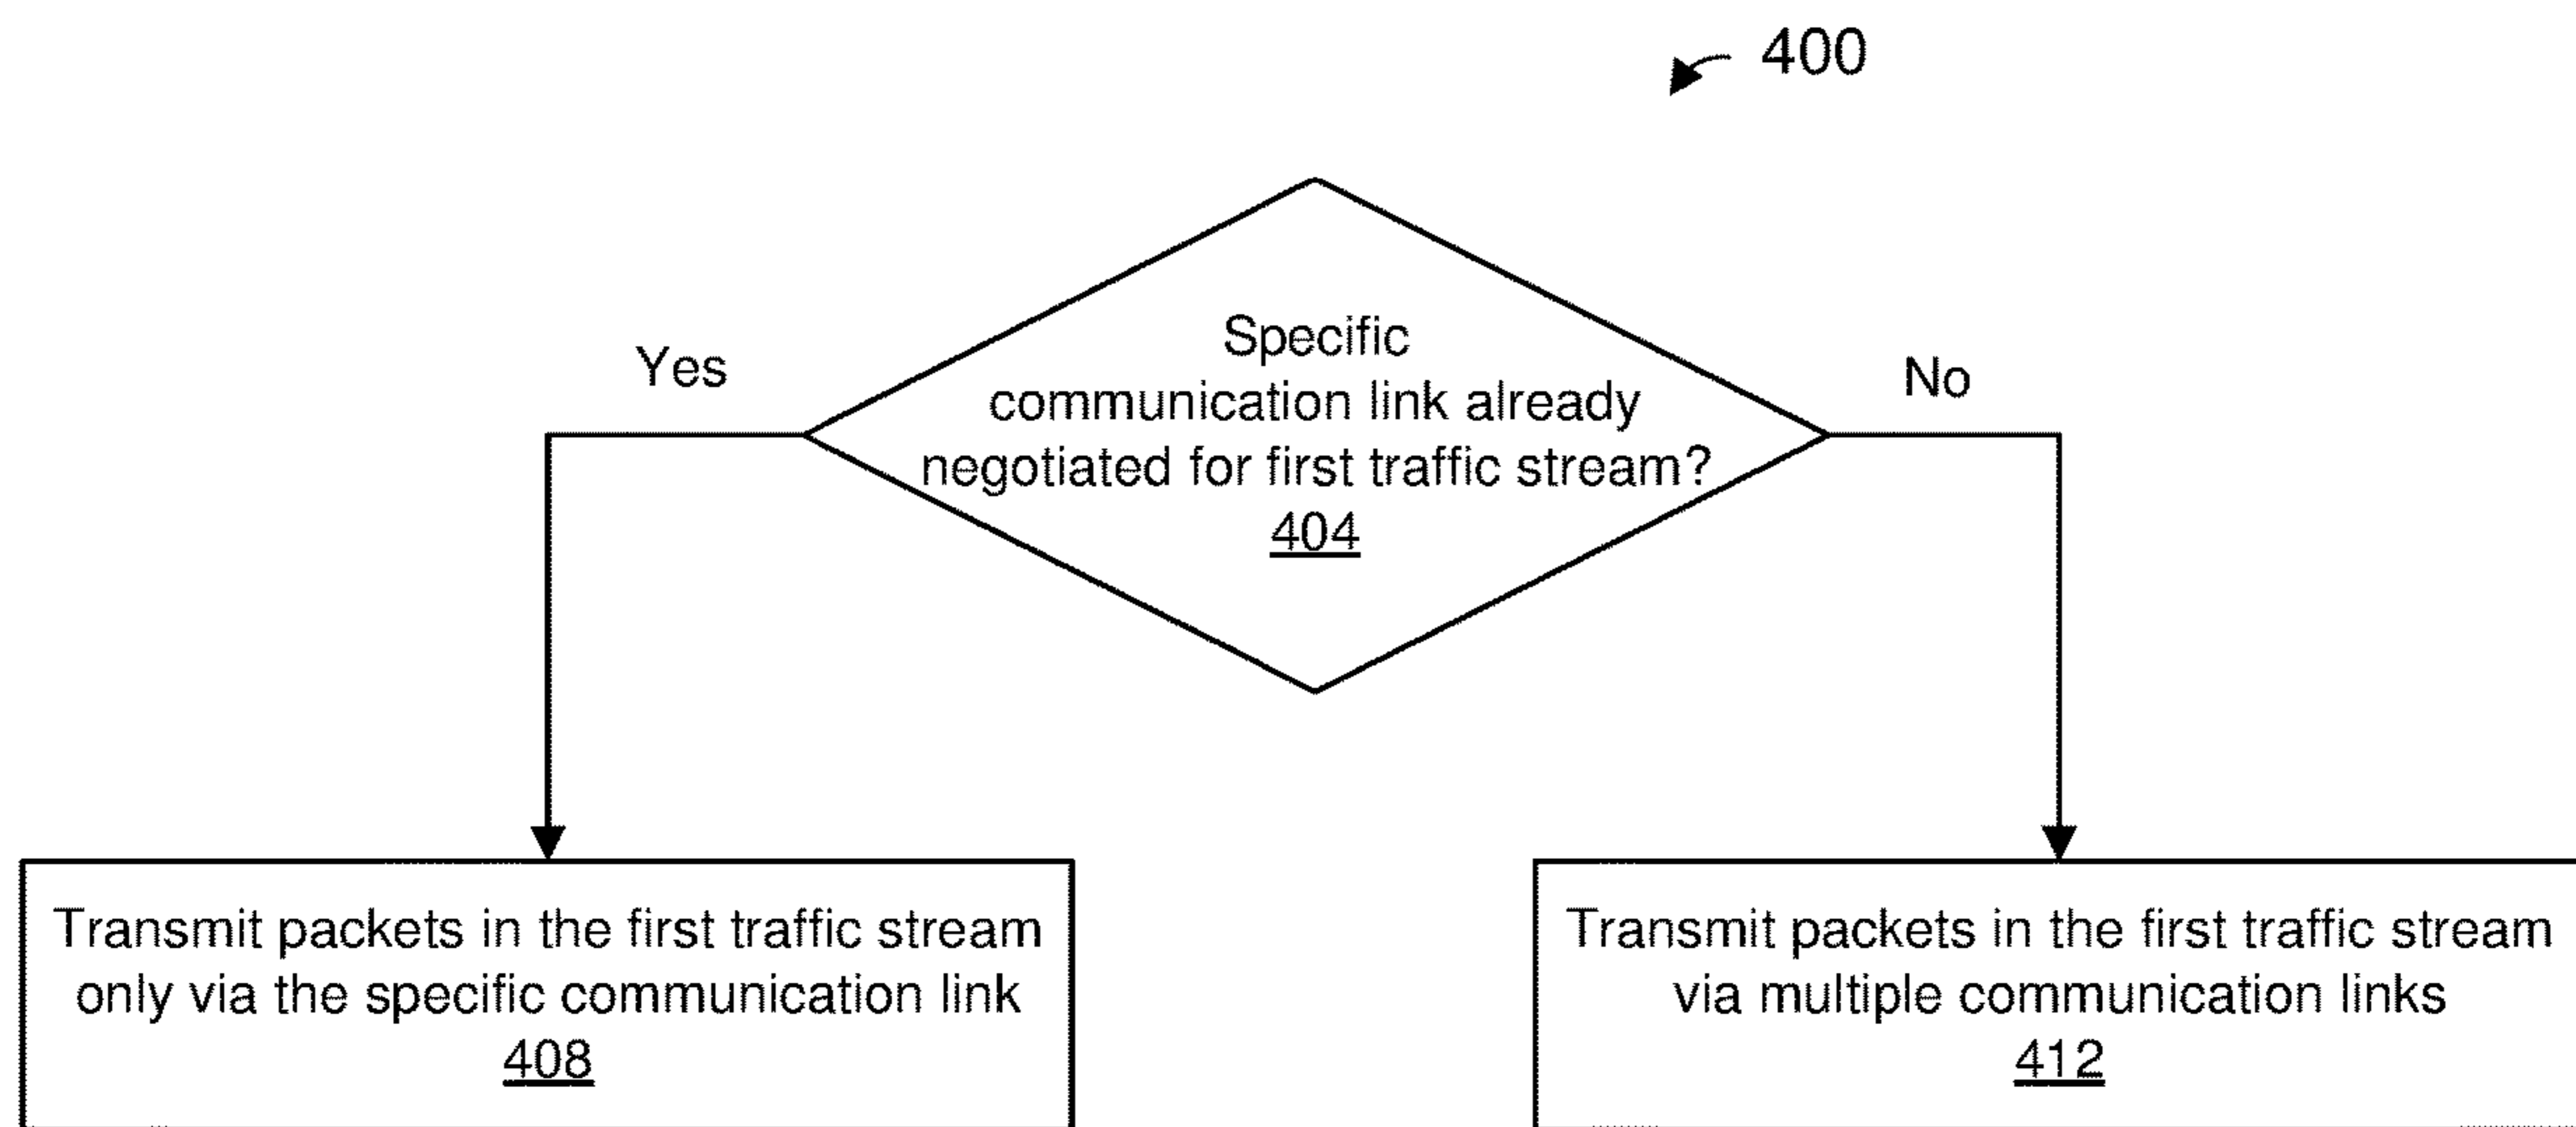 400
Specific
communication link already
negotiated for first traffic stream?
404
Yes
No
Transmit packets in the first traffic stream
only via the specific communication link
408
Transmit packets in the first traffic stream
via multiple communication links
412